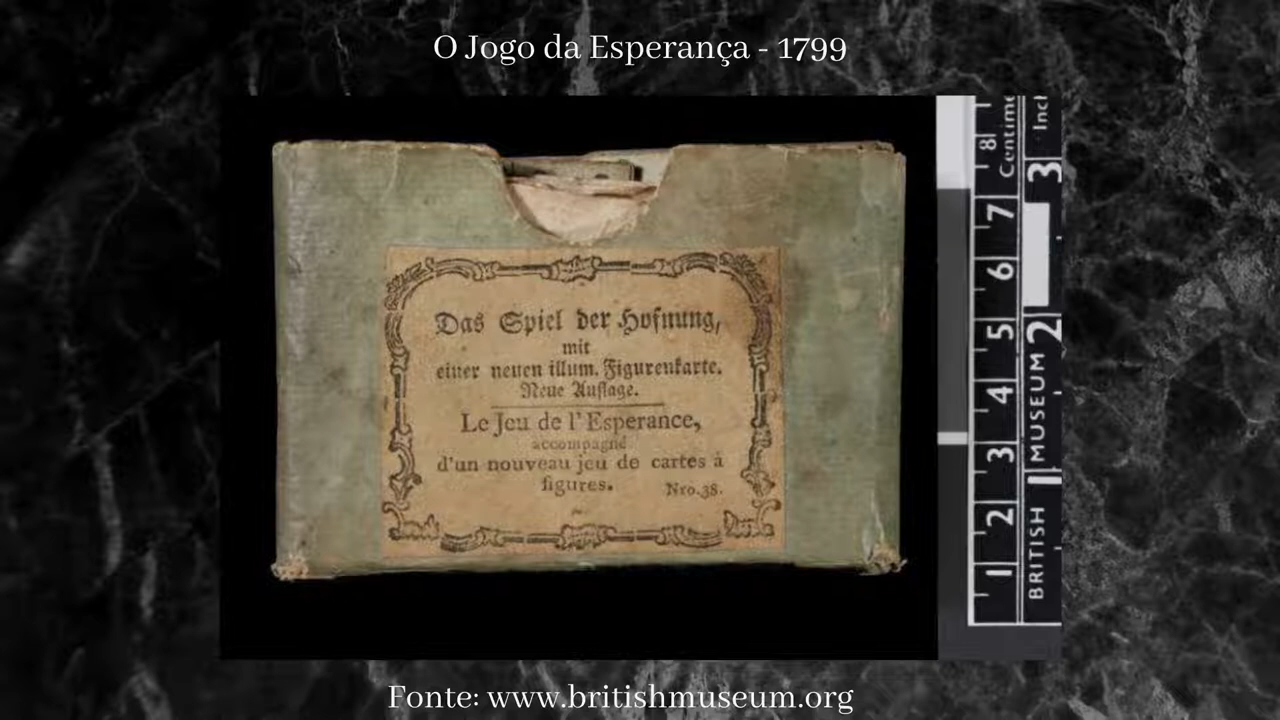 O Jogo da Esperança - 1799
Das Spiel der Hofnung,
mit
einer neuen illum. Figurenkarte.
Neue Auflage.
Le Jeu de l'Esperance,
accompagné
d'un nouveau jeu de cartes à
figures. Nro.38.
1 2 3 4 5 6 7 8 Centime
BRITISH 1 MUSEUM 2 3 Incl
Fonte: www.britishmuseum.org